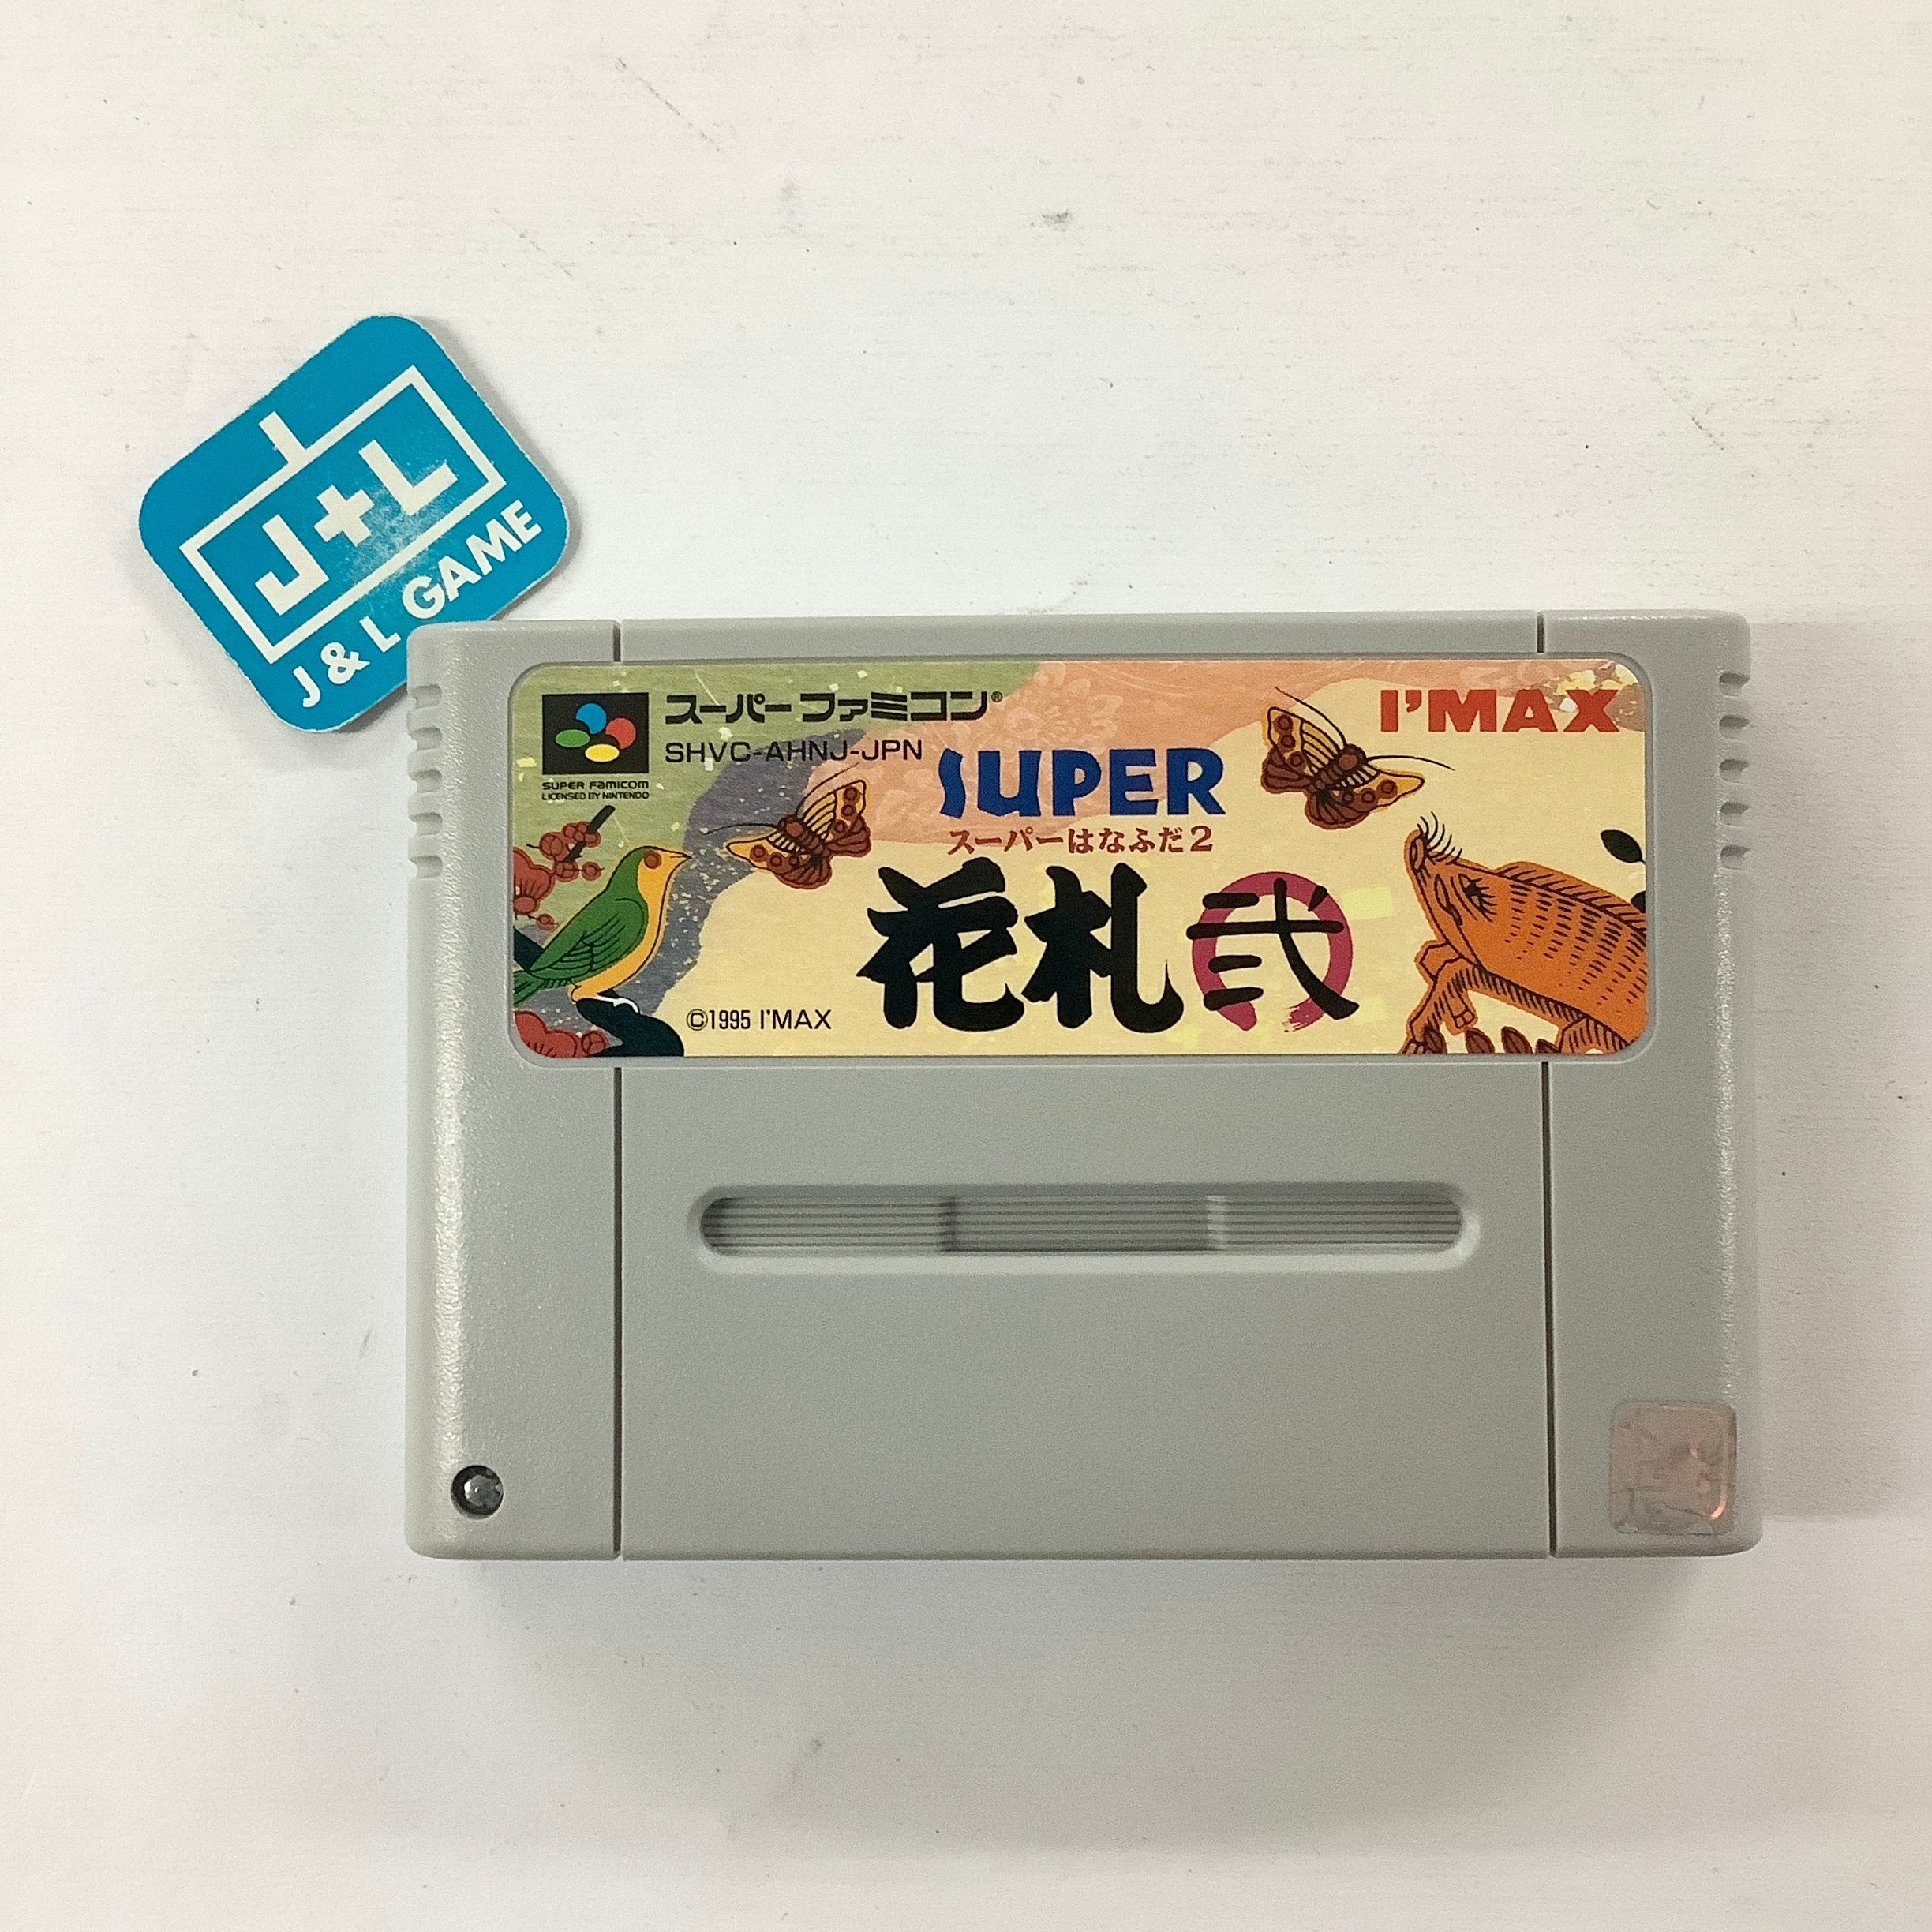 J+L
J & L GAME
スーパーファミコン®
SHVC-AHNJ-JPN
SUPER FAMICOM
LICENSED BY NINTENDO
I'MAX
SUPER
スーパーはなふだ2
花札弐
©1995 I'MAX